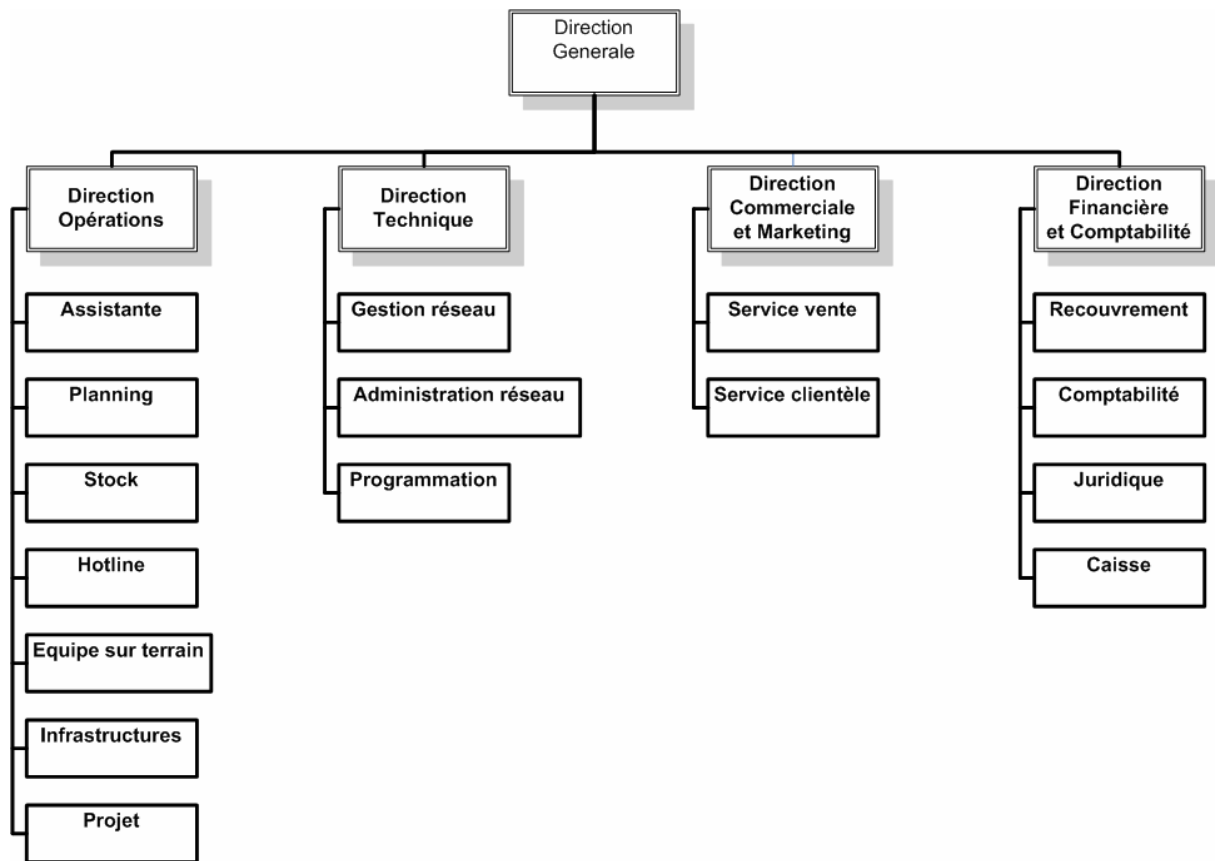 Direction
Generale
Direction
Opérations
Direction
Technique
Direction
Commerciale
et Marketing
Direction
Financière
et Comptabilité
Assistante
Planning
Stock
Hotline
Equipe sur terrain
Infrastructures
Projet
Gestion réseau
Administration réseau
Programmation
Service vente
Service clientèle
Recouvrement
Comptabilité
Juridique
Caisse